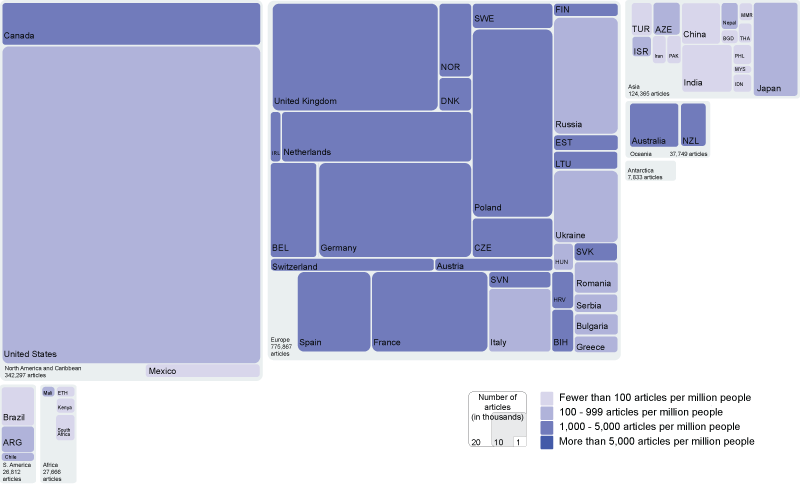 Canada
United States
North America and Caribbean
342,297 articles
Mexico
United Kingdom
NOR
DNK
SWE
FIN
Russia
IRL
Netherlands
BEL
Germany
Poland
EST
LTU
Ukraine
CZE
Switzerland
Austria
HUN
SVK
Europe
775,867
articles
Spain
France
SVN
Italy
HRV
BIH
Romania
Serbia
Bulgaria
Greece
TUR
AZE
ISR
Iran
PAK
China
India
Nepal
MMR
BGD
THA
PHL
MYS
IDN
Japan
Asia
124,365 articles
Australia
NZL
Oceania
37,749 articles
Antarctica
7,833 articles
Brazil
ARG
Chile
S. America
26,612
articles
Mali
ETH
Kenya
South
Africa
Africa
27,666
articles
Number of
articles
(in thousands)
20
10
1
Fewer than 100 articles per million people
100 - 999 articles per million people
1,000 - 5,000 articles per million people
More than 5,000 articles per million people